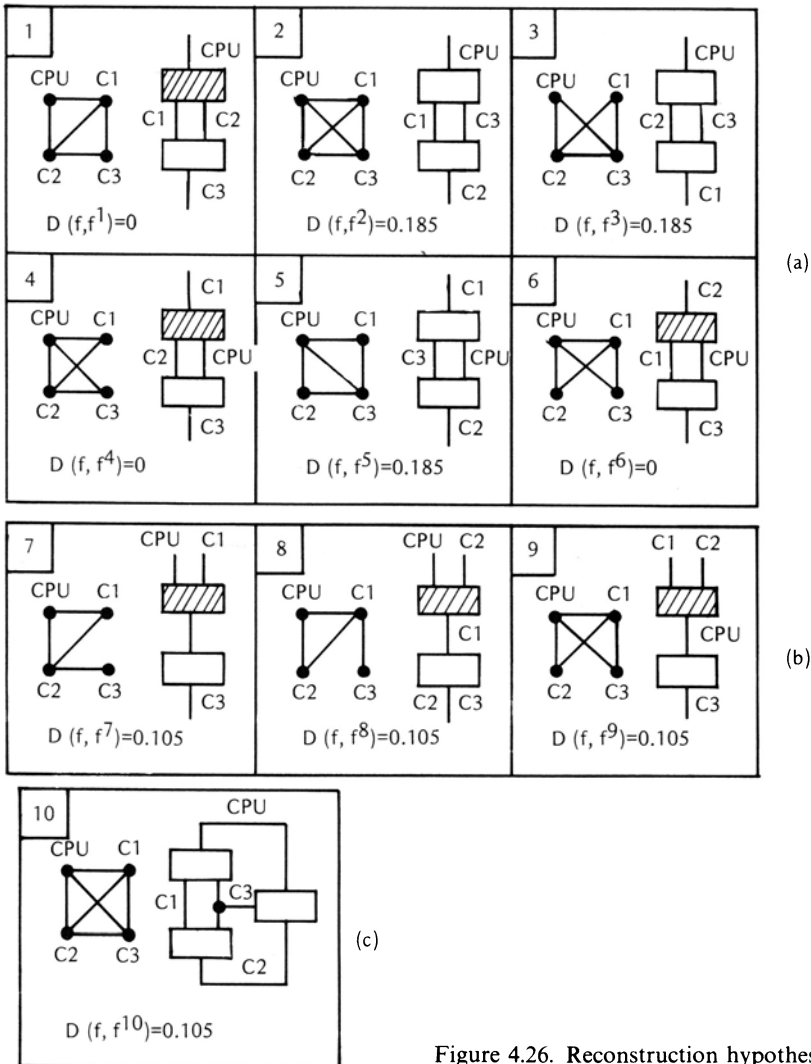 1
CPU
CPU C1
C1 C2
C2 C3
C3
D (f,f1)=0
2
CPU
CPU C1
C1 C3
C2 C3
C2
D (f,f2)=0.185
3
CPU
CPU C1
C2 C3
C2 C3
C1
D (f, f3)=0.185
(a)
4
C1
CPU C1
C2 CPU
C2 C3
C3
D (f, f4)=0
5
C1
CPU C1
C3 CPU
C2 C3
C2
D (f, f5)=0.185
6
C2
CPU C1
C1 CPU
C2 C3
C3
D (f, f6)=0
7
CPU C1
CPU C1
C2 C3
C3
D (f, f7)=0.105
8
CPU C2
CPU C1
C1
C2 C3
C2 C3
D (f, f8)=0.105
9
C1 C2
CPU C1
CPU
C2 C3
C3
D (f, f9)=0.105
(b)
10
CPU
CPU C1
C1 C3
C2 C3
C2
D (f, f10)=0.105
(c)
Figure 4.26. Reconstruction hypothes